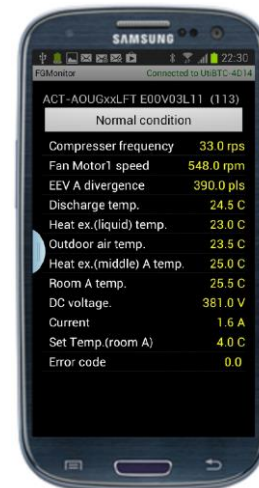 SAMSUNG
22:30
FGMonitor Connected to UtiBTC-4D14
ACT-AOUGxxLFT E00V03L11 (113)
Normal condition
Compresser frequency 33.0 rps
Fan Motor1 speed 548.0 rpm
EEV A divergence 390.0 pls
Discharge temp. 24.5 C
Heat ex.(liquid) temp. 23.0 C
Outdoor air temp. 23.5 C
Heat ex.(middle) A temp. 25.0 C
Room A temp. 25.5 C
DC voltage. 381.0 V
Current 1.6 A
Set Temp.(room A) 4.0 C
Error code 0.0